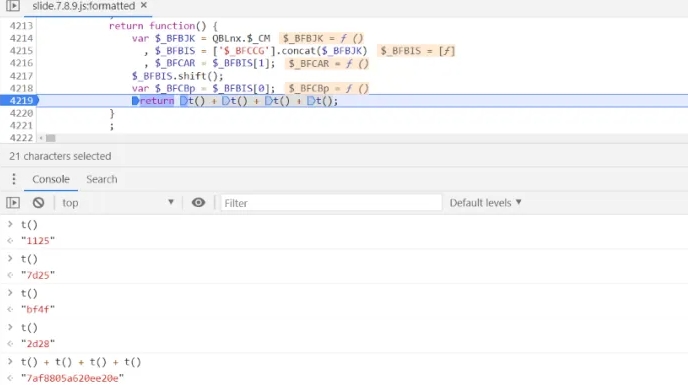 slide.7.8.9.js:formatted ×
4213 return function() {
4214 var $_BFBJK = QBLnx.$_CM $_BFBJK = ƒ ()
4215 , $_BFBIS = ['$_BFCCG'].concat($_BFBJK) $_BFBIS = [ƒ]
4216 , $_BFCAR = $_BFBIS[1]; $_BFCAR = ƒ ()
4217 $_BFBIS.shift();
4218 var $_BFCBp = $_BFBIS[0]; $_BFCBp = ƒ ()
4219 return t() + t() + t() + t();
4220 }
4221 ;
4222
21 characters selected
Console Search
top Filter Default levels ▼
> t()
< "1125"
> t()
< "7d25"
> t()
< "bf4f"
> t()
< "2d28"
> t() + t() + t() + t()
< "7af8805a620ee20e"